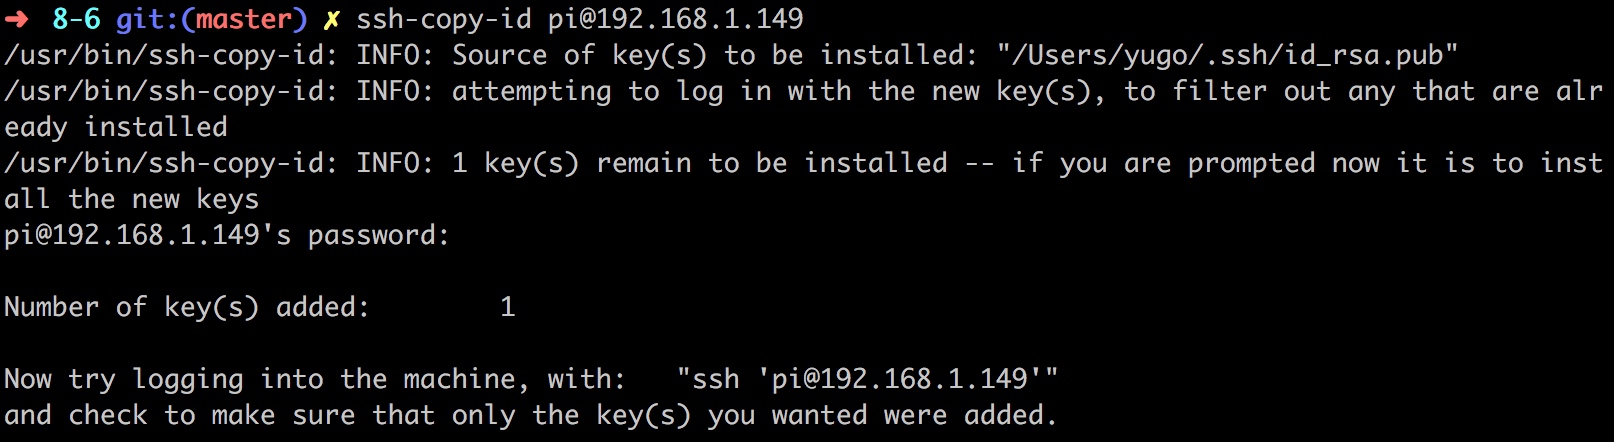 ➜  8-6 git:(master) ✗ ssh-copy-id pi@192.168.1.149
/usr/bin/ssh-copy-id: INFO: Source of key(s) to be installed: "/Users/yugo/.ssh/id_rsa.pub"
/usr/bin/ssh-copy-id: INFO: attempting to log in with the new key(s), to filter out any that are alr
eady installed
/usr/bin/ssh-copy-id: INFO: 1 key(s) remain to be installed -- if you are prompted now it is to inst
all the new keys
pi@192.168.1.149's password:
Number of key(s) added:        1
Now try logging into the machine, with:   "ssh 'pi@192.168.1.149'"
and check to make sure that only the key(s) you wanted were added.